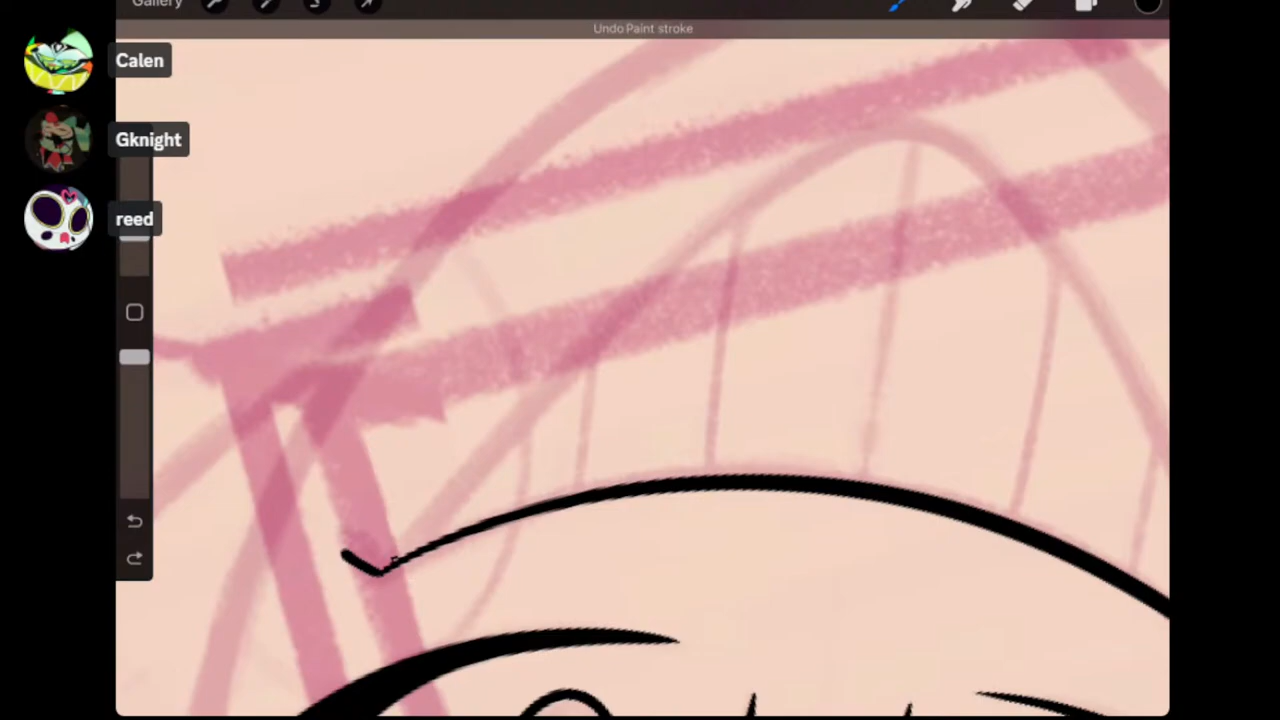 Gallery
Undo Paint stroke
Calen
Gknight
reed